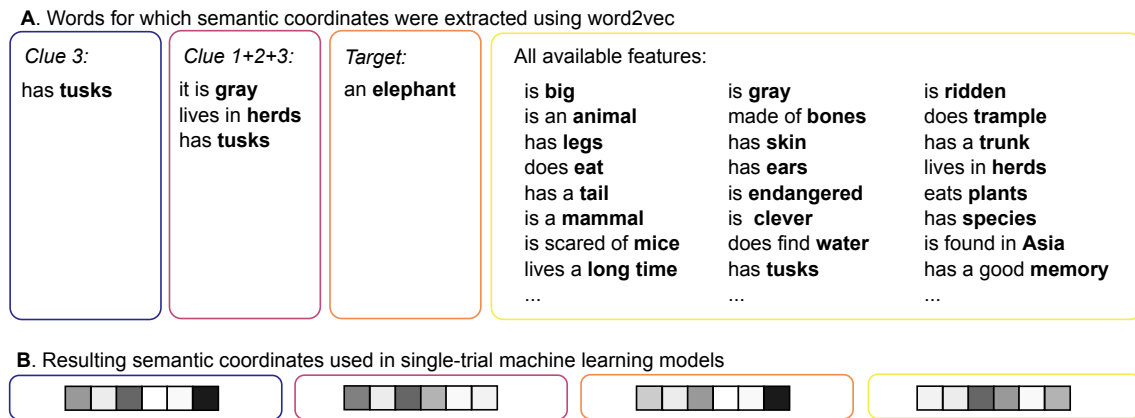 A. Words for which semantic coordinates were extracted using word2vec
Clue 3:
has tusks
Clue 1+2+3:
it is gray
lives in herds
has tusks
Target:
an elephant
All available features:
is big
is an animal
has legs
does eat
has a tail
is a mammal
is scared of mice
lives a long time
...
is gray
made of bones
has skin
has ears
is endangered
is clever
does find water
has tusks
...
is ridden
does trample
has a trunk
lives in herds
eats plants
has species
is found in Asia
has a good memory
...
B. Resulting semantic coordinates used in single-trial machine learning models